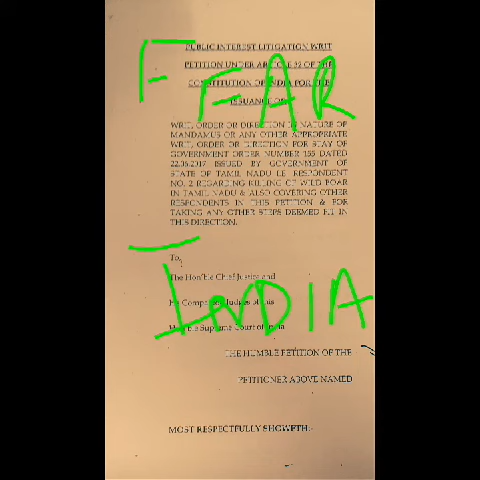 PUBLIC INTEREST LITIGATION WRIT
PETITION UNDER ARTICLE 32 OF THE
CONSTITUTION OF INDIA FOR THE
ISSUANCE OF
F FAR
WRIT, ORDER OR DIRECTION IN NATURE OF
MANDAMUS OR ANY OTHER APPROPRIATE
WRIT, ORDER OR DIRECTION FOR STAY OF
GOVERNMENT ORDER NUMBER 155 DATED
22.06.2017 ISSUED BY GOVERNMENT OF
STATE OF TAMIL NADU I.E. RESPONDENT
NO. 2 REGARDING KILLING OF WILD BOAR
IN TAMIL NADU & ALSO COVERING OTHER
RESPONDENTS IN THIS PETITION & FOR
TAKING ANY OTHER STEPS DEEMED FIT IN
THIS DIRECTION.
To,
The Hon'ble Chief Justice and
His Companion Judges of this
Hon'ble Supreme Court of India
INDIA
THE HUMBLE PETITION OF THE
PETITIONER ABOVE NAMED
MOST RESPECTFULLY SHOWETH:-